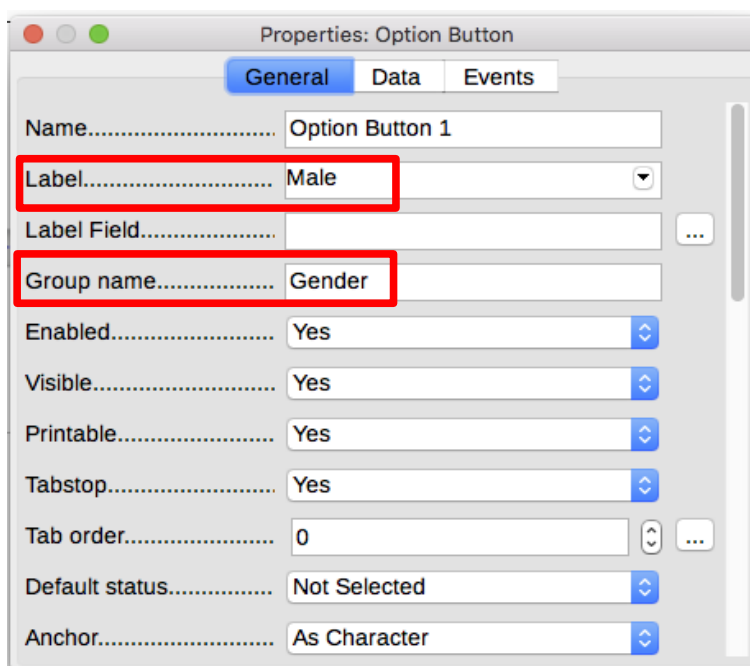 Properties: Option Button
General Data Events
Name........................... Option Button 1
Label........................... Male
Label Field................... ...
Group name................. Gender
Enabled....................... Yes
Visible.......................... Yes
Printable...................... Yes
Tabstop........................ Yes
Tab order...................... 0 ...
Default status............... Not Selected
Anchor......................... As Character